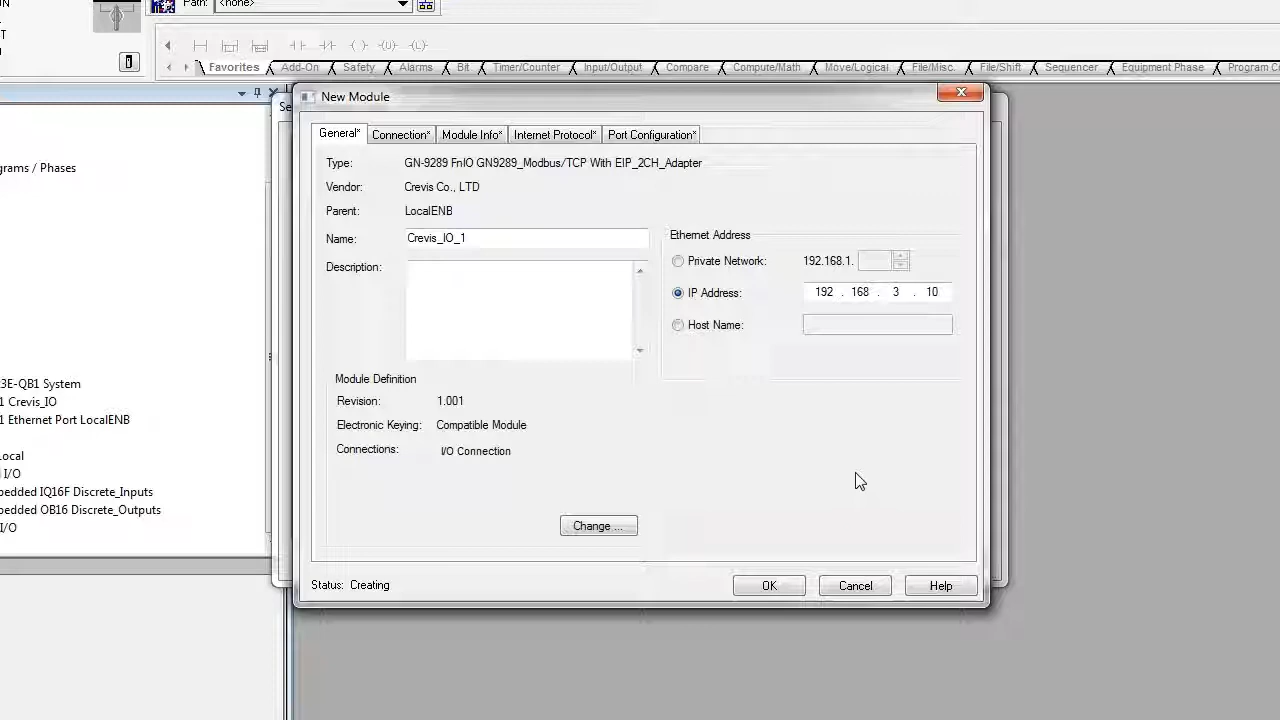 Path: <none>
Favorites Add-On Safety Alarms Bit Timer/Counter Input/Output Compare Compute/Math Move/Logical File/Misc. File/Shift Sequencer Equipment Phase
New Module
General* Connection* Module Info* Internet Protocol* Port Configuration*
Type: GN-9289 FnIO GN9289_Modbus/TCP With EIP_2CH_Adapter
Vendor: Crevis Co., LTD
Parent: LocalENB
Name: Crevis_IO_1
Description:
Ethernet Address
Private Network: 192.168.1.
IP Address: 192 . 168 . 3 . 10
Host Name:
Module Definition
Revision: 1.001
Electronic Keying: Compatible Module
Connections: I/O Connection
Change ...
Status: Creating
OK Cancel Help
grams / Phases
3E-QB1 System
1 Crevis_IO
1 Ethernet Port LocalENB
Local
I/O
bedded IQ16F Discrete_Inputs
bedded OB16 Discrete_Outputs
I/O